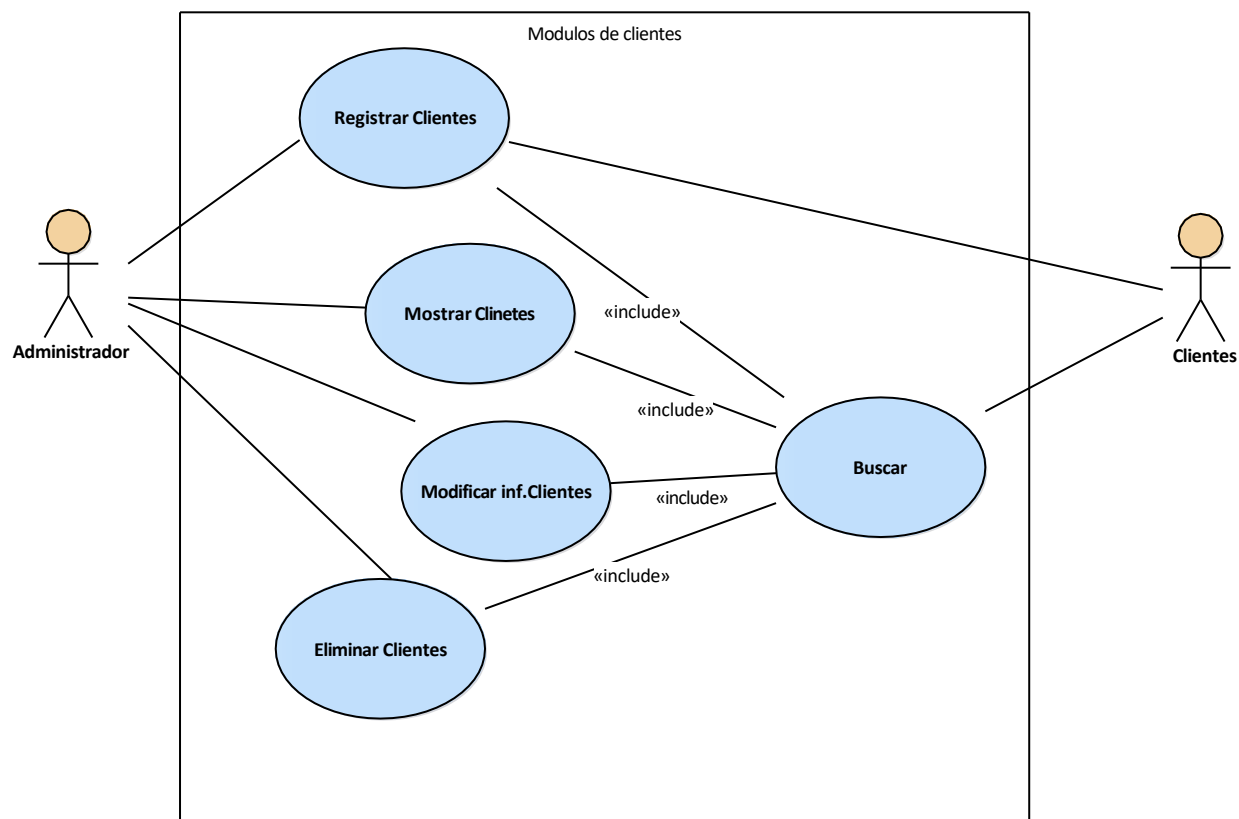 Modulos de clientes
Registrar Clientes
Mostrar Clinetes
«include»
Administrador
Clientes
«include»
Buscar
Modificar inf.Clientes
«include»
«include»
Eliminar Clientes